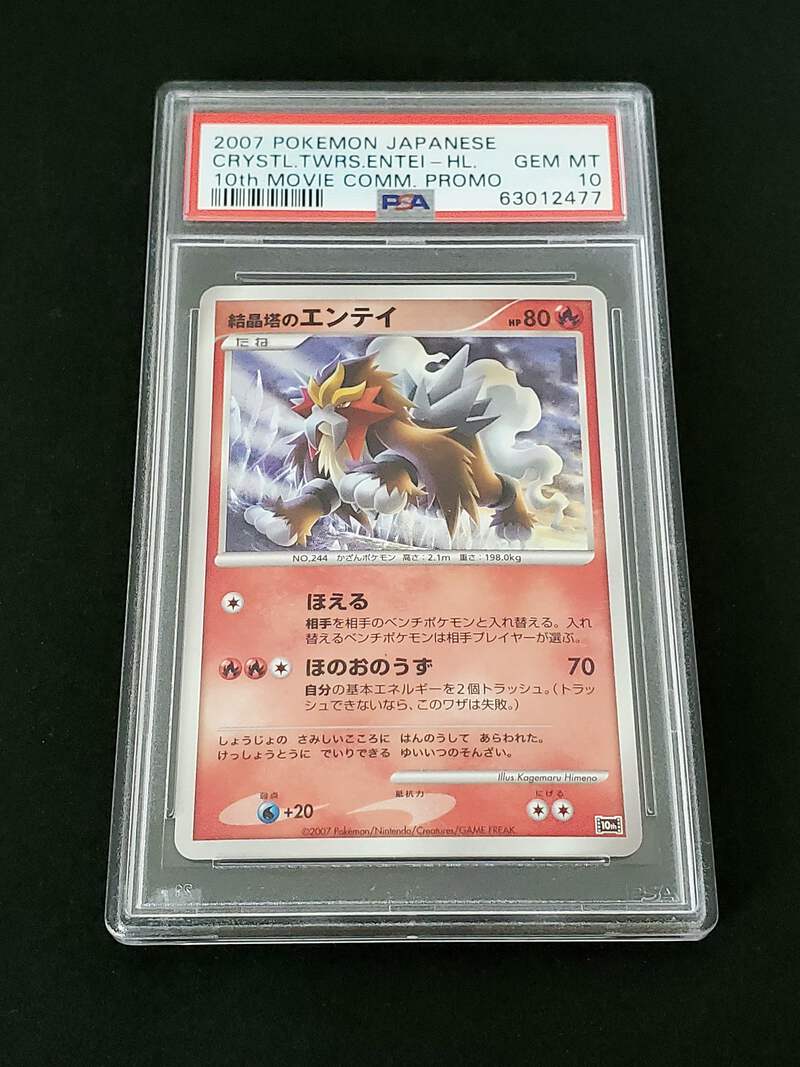 2007 POKEMON JAPANESE
CRYSTL.TWRS.ENTEI-HL. GEM MT
10th MOVIE COMM. PROMO 10
PSA 63012477
結晶塔のエンテイ HP 80
たね
NO.244 かざんポケモン 高さ:2.1m 重さ:198.0kg
ほえる
相手を相手のベンチポケモンと入れ替える。入れ
替えるベンチポケモンは相手プレイヤーが選ぶ。
ほのおのうず 70
自分の基本エネルギーを2個トラッシュ。(トラッ
シュできないなら、このワザは失敗。)
しょうじょの さみしいこころに はんのうして あらわれた。
けっしょうとうに でいりできる ゆいいつのそんざい。
Illus. Kagemaru Himeno
弱点 抵抗力 にげる
+20
10th
©2007 Pokémon/Nintendo/Creatures/GAME FREAK
PSA